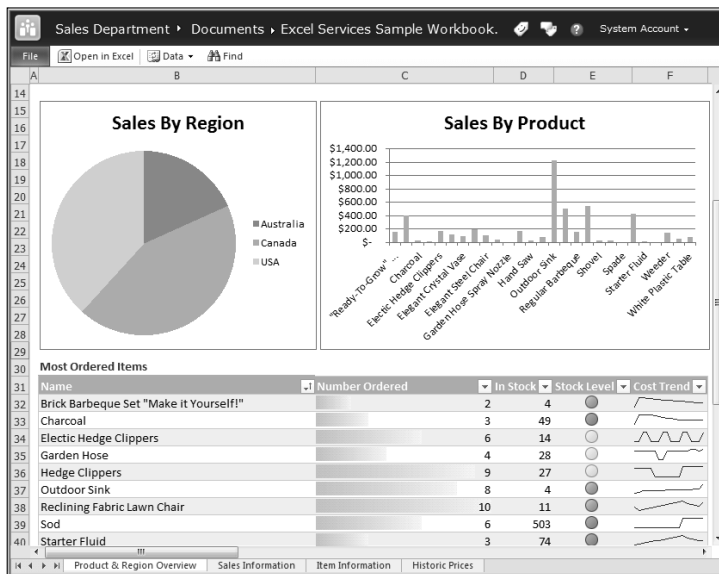 Sales Department ▸ Documents ▸ Excel Services Sample Workbook.
System Account
File Open in Excel Data Find
A B C D E F
14
15
16
17
18
19
20
21
22
23
24
25
26
27
28
29
Sales By Region
Australia
Canada
USA
Sales By Product
$1,400.00
$1,200.00
$1,000.00
$800.00
$600.00
$400.00
$200.00
$-
"Ready-To-Grow" ...
Charcoal
Electic Hedge Clippers
Elegant Crystal Vase
Elegant Steel Chair
Garden Hose Spray Nozzle
Hand Saw
Outdoor Sink
Regular Barbeque
Shovel
Spade
Starter Fluid
Weeder
White Plastic Table
30 Most Ordered Items
31 Name Number Ordered In Stock Stock Level Cost Trend
32 Brick Barbeque Set "Make it Yourself!" 2 4
33 Charcoal 3 49
34 Electic Hedge Clippers 6 14
35 Garden Hose 4 28
36 Hedge Clippers 9 27
37 Outdoor Sink 8 4
38 Reclining Fabric Lawn Chair 10 11
39 Sod 6 503
40 Starter Fluid 3 74
Product & Region Overview Sales Information Item Information Historic Prices